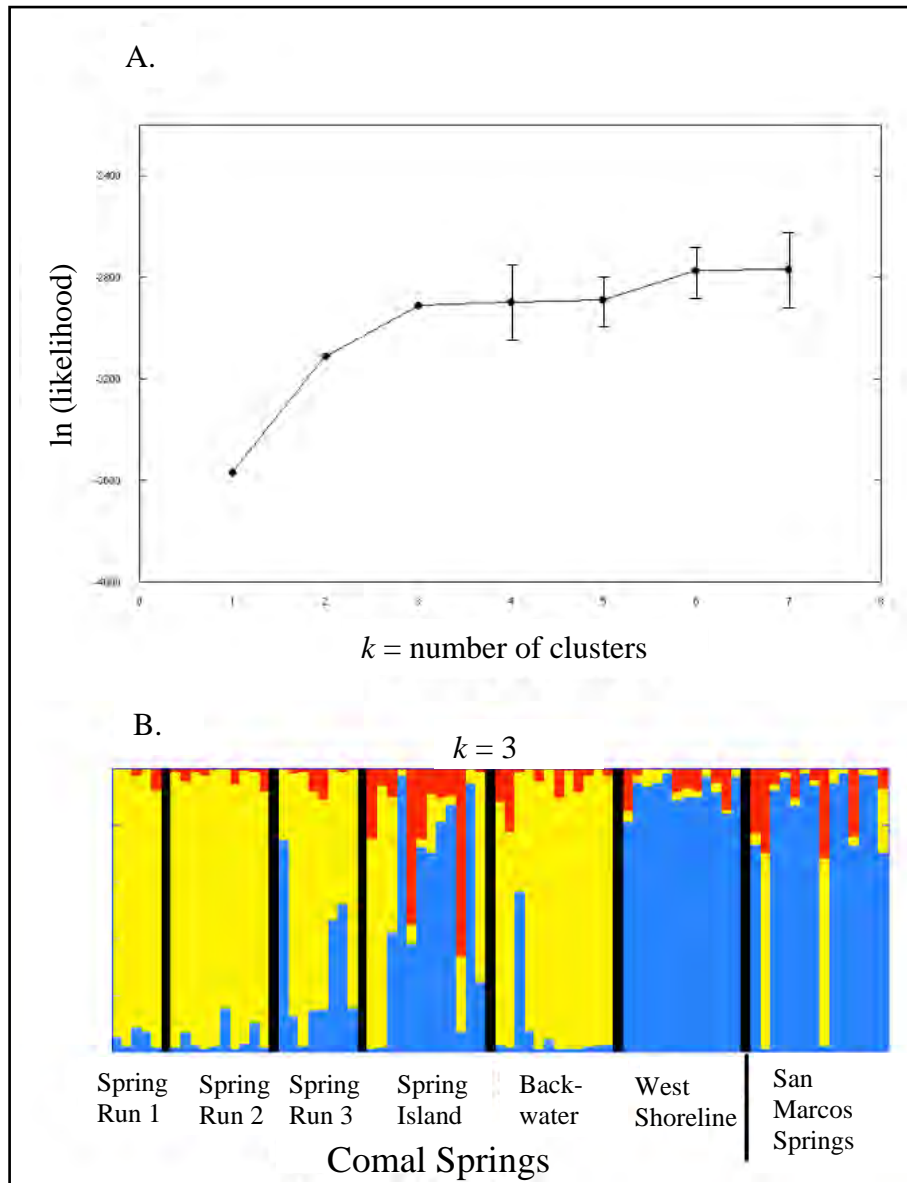 A.
-2400
-2800
-3200
-3600
-4000
0 1 2 3 4 5 6 7 8
ln (likelihood)
k = number of clusters
B.
k = 3
Spring Run 1
Spring Run 2
Spring Run 3
Spring Island
Back-
water
West Shoreline
San Marcos Springs
Comal Springs